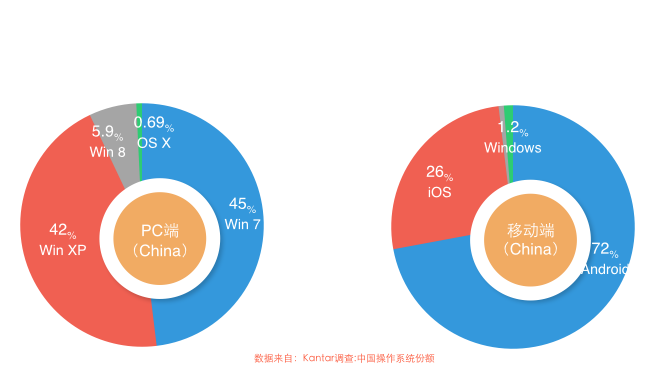 5.9%
Win 8
0.69%
OS X
45%
Win 7
42%
Win XP
PC端
（China）
1.2%
Windows
26%
iOS
72%
Android
移动端
（China）
数据来自：Kantar调查:中国操作系统份额